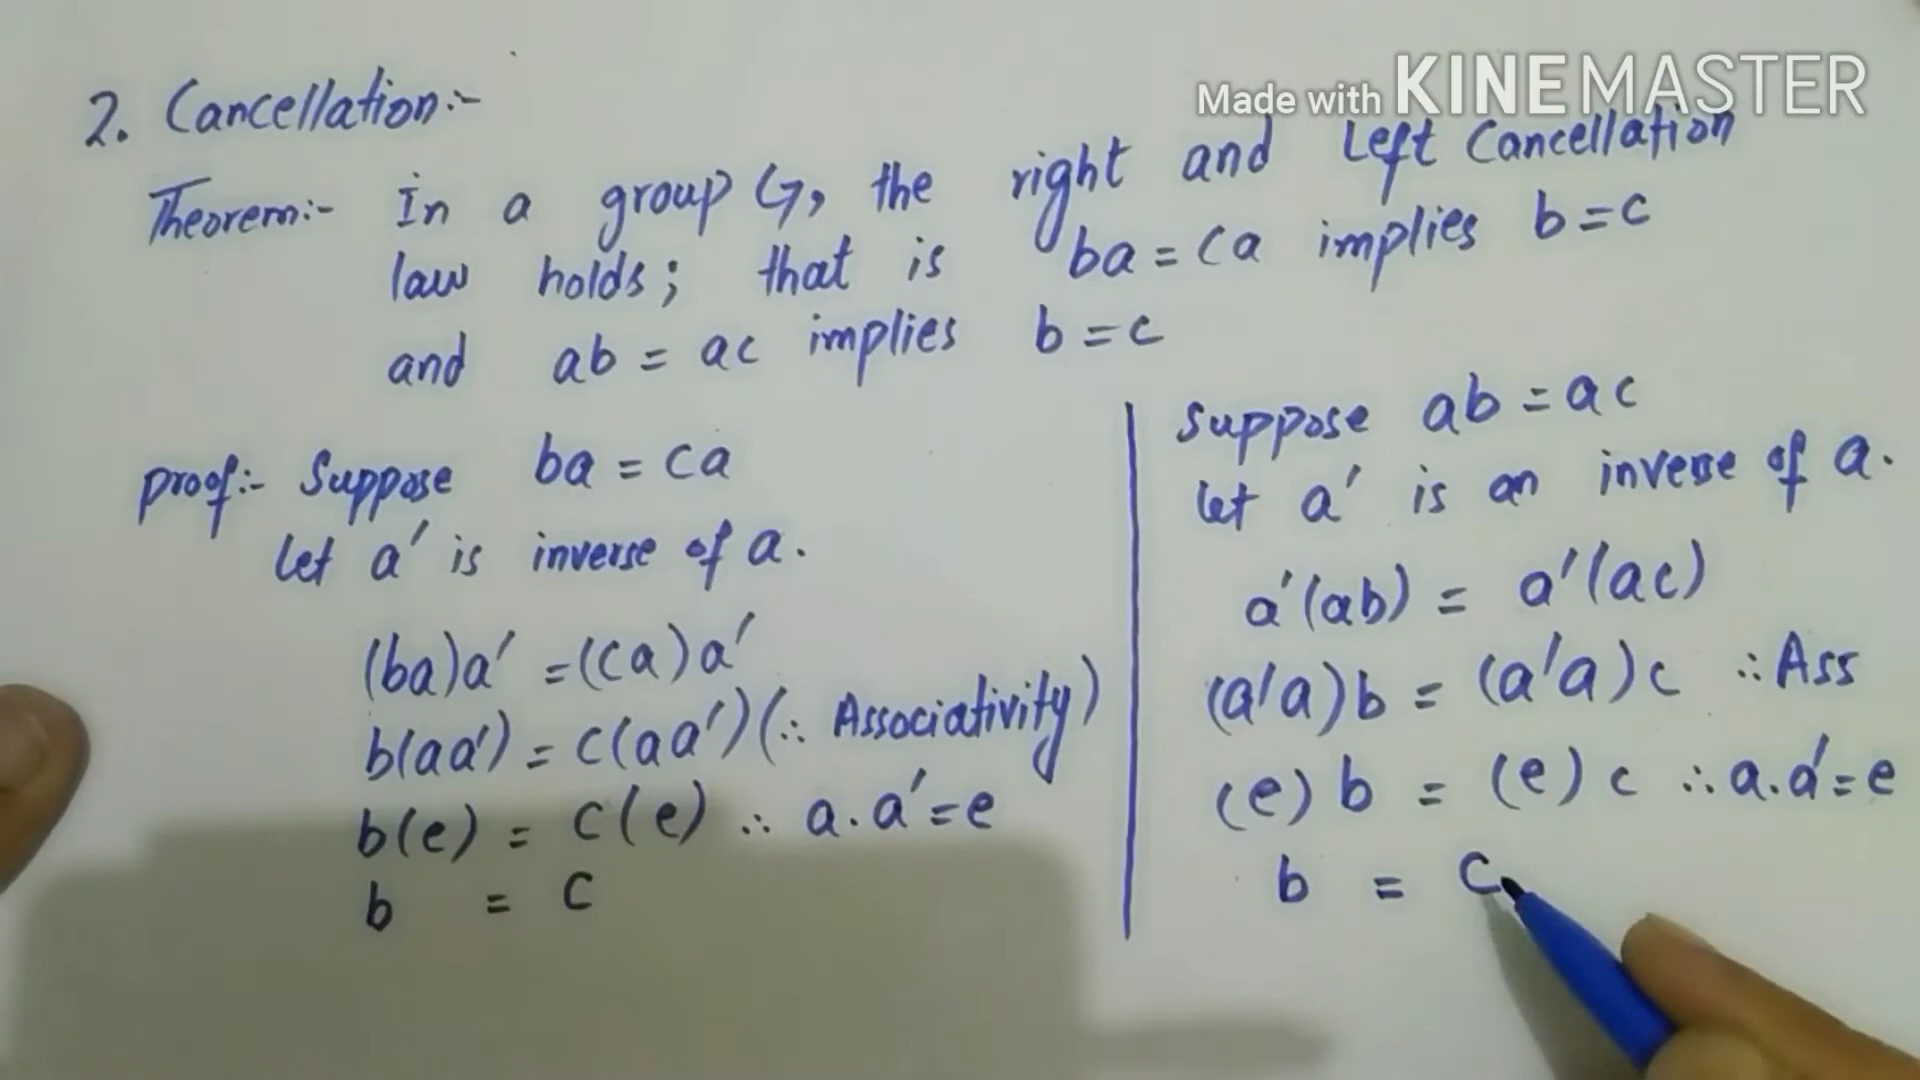 Made with KINEMASTER
2. Cancellation:-
Theorem:- In a group G, the right and Left Cancellation
law holds; that is ba = ca implies b = c
and ab = ac implies b = c
proof:- Suppose ba = ca
let a' is inverse of a.
(ba)a' = (ca)a'
b(aa') = c(aa') (∴ Associativity)
b(e) = c(e) ∴ a.a' = e
b = c
Suppose ab = ac
let a' is an inverse of a.
a'(ab) = a'(ac)
(a'a)b = (a'a)c ∴ Ass
(e) b = (e) c ∴ a.a' = e
b = c